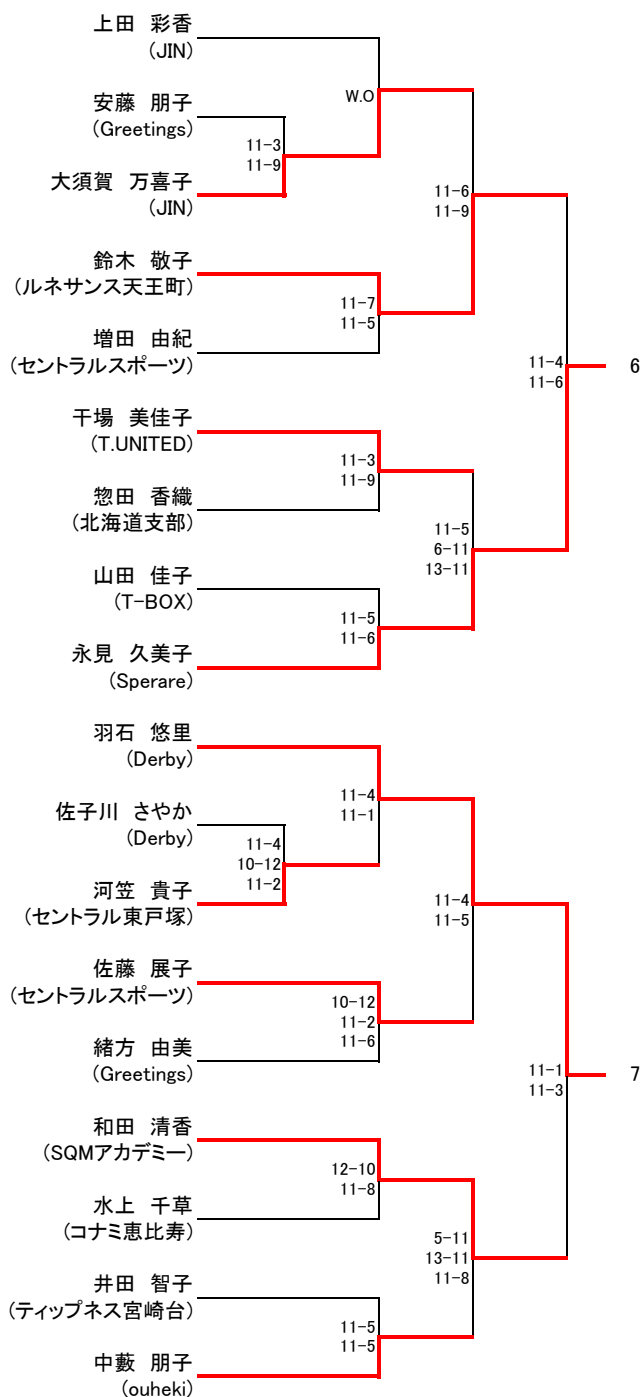 上田 彩香
(JIN)
W.O
安藤 朋子
(Greetings)
11-3
11-9
大須賀 万喜子
(JIN)
11-6
11-9
鈴木 敬子
(ルネサンス天王町)
11-7
11-5
増田 由紀
(セントラルスポーツ)
11-4
11-6
6
干場 美佳子
(T.UNITED)
11-3
11-9
惣田 香織
(北海道支部)
11-5
6-11
13-11
山田 佳子
(T-BOX)
11-5
11-6
永見 久美子
(Sperare)
羽石 悠里
(Derby)
11-4
11-1
佐子川 さやか
(Derby)
11-4
10-12
11-2
河笠 貴子
(セントラル東戸塚)
11-4
11-5
佐藤 展子
(セントラルスポーツ)
10-12
11-2
11-6
緒方 由美
(Greetings)
11-1
11-3
7
和田 清香
(SQMアカデミー)
12-10
11-8
水上 千草
(コナミ恵比寿)
5-11
13-11
11-8
井田 智子
(ティップネス宮崎台)
11-5
11-5
中藪 朋子
(ouheki)